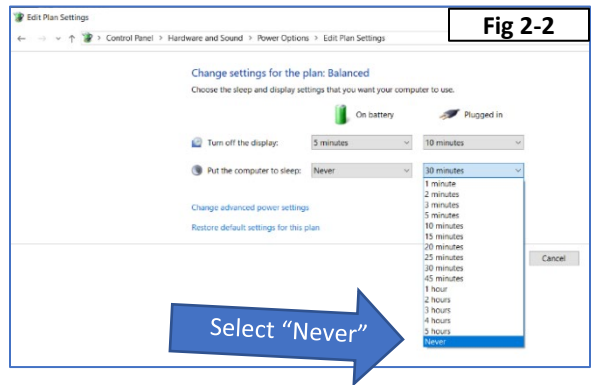 Edit Plan Settings
Fig 2-2
Control Panel > Hardware and Sound > Power Options > Edit Plan Settings
Change settings for the plan: Balanced
Choose the sleep and display settings that you want your computer to use.
On battery Plugged in
Turn off the display: 5 minutes 10 minutes
Put the computer to sleep: Never 30 minutes
1 minute
2 minutes
3 minutes
5 minutes
10 minutes
15 minutes
20 minutes
25 minutes
30 minutes
45 minutes
1 hour
2 hours
3 hours
4 hours
5 hours
Never
Change advanced power settings
Restore default settings for this plan
Cancel
Select “Never”